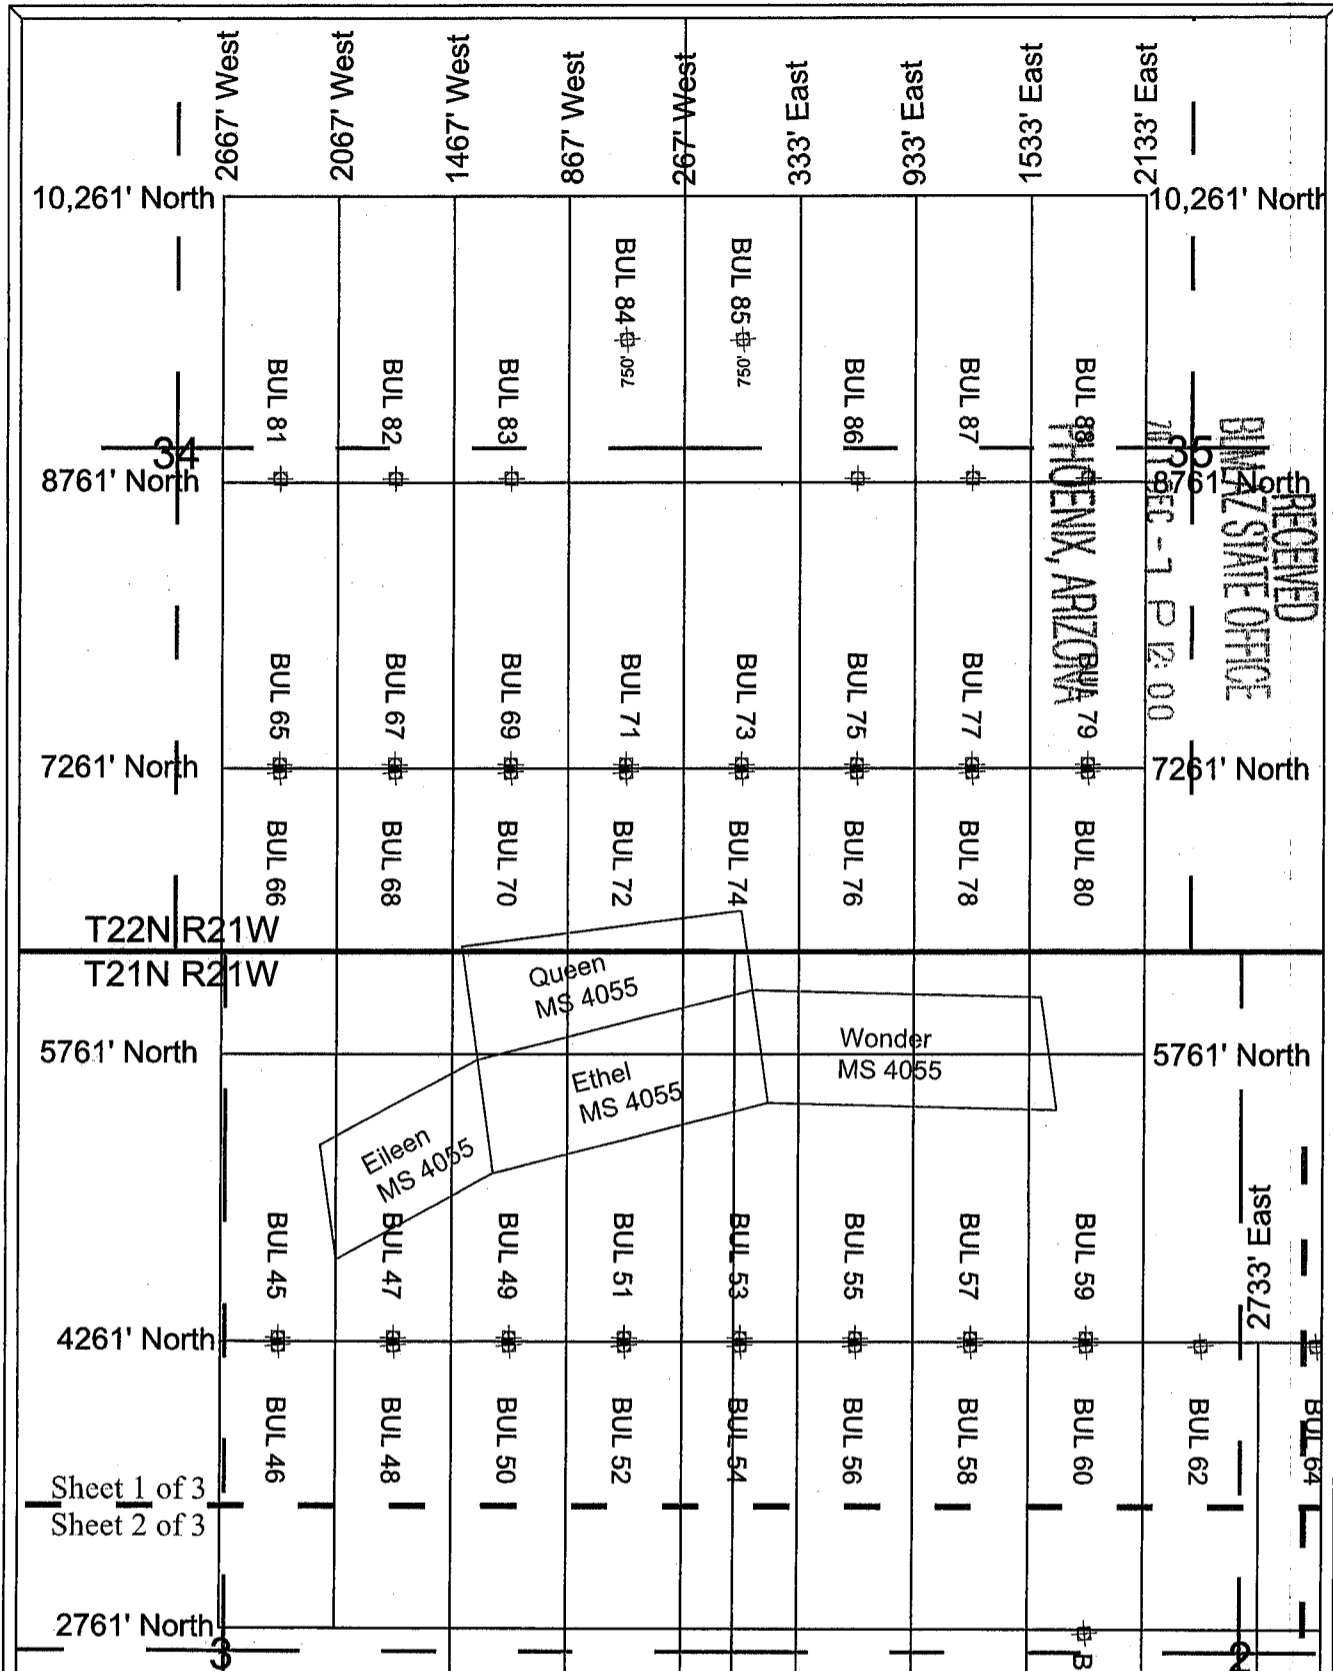 2667' West
2067' West
1467' West
867' West
267' West
333' East
933' East
1533' East
2133' East
10,261' North
10,261' North
BUL 84
750'
BUL 85
750'
BUL 81
BUL 82
BUL 83
BUL 86
BUL 87
BUL 88
34
35
8761' North
8761' North
RECEIVED
BLM AZ STATE OFFICE
DEC -7 P 12:00
PHOENIX, ARIZONA
BUL 65
BUL 67
BUL 69
BUL 71
BUL 73
BUL 75
BUL 77
BUL 79
7261' North
7261' North
BUL 66
BUL 68
BUL 70
BUL 72
BUL 74
BUL 76
BUL 78
BUL 80
T22N R21W
T21N R21W
Queen
MS 4055
Wonder
MS 4055
5761' North
5761' North
Ethel
MS 4055
Eileen
MS 4055
2733' East
BUL 45
BUL 47
BUL 49
BUL 51
BUL 53
BUL 55
BUL 57
BUL 59
4261' North
BUL 46
BUL 48
BUL 50
BUL 52
BUL 54
BUL 56
BUL 58
BUL 60
BUL 62
BUL 64
Sheet 1 of 3
Sheet 2 of 3
2761' North
3
2
B